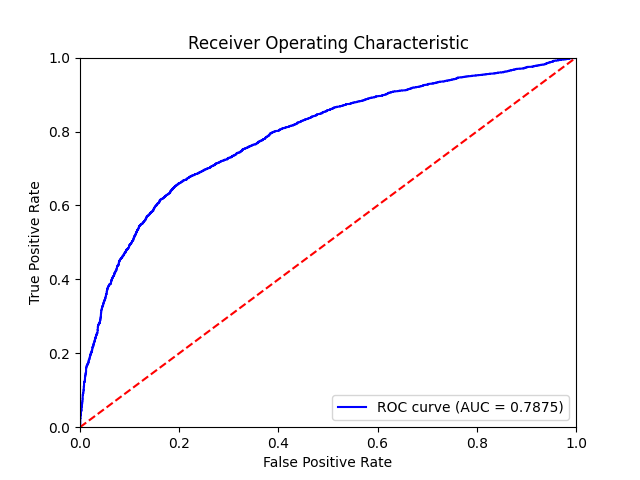 Receiver Operating Characteristic
1.0
0.8
0.6
0.4
0.2
0.0
True Positive Rate
ROC curve (AUC = 0.7875)
0.0 0.2 0.4 0.6 0.8 1.0
False Positive Rate